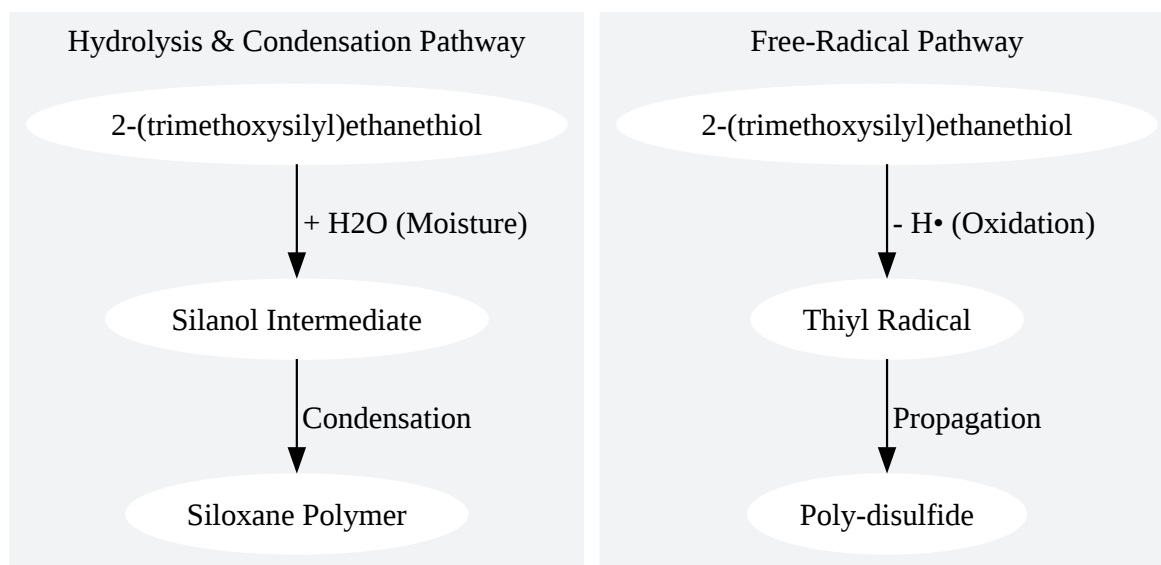 Hydrolysis & Condensation Pathway
2-(trimethoxysilyl)ethanethiol
+ H2O (Moisture)
Silanol Intermediate
Condensation
Siloxane Polymer
Free-Radical Pathway
2-(trimethoxysilyl)ethanethiol
- H• (Oxidation)
Thiyl Radical
Propagation
Poly-disulfide